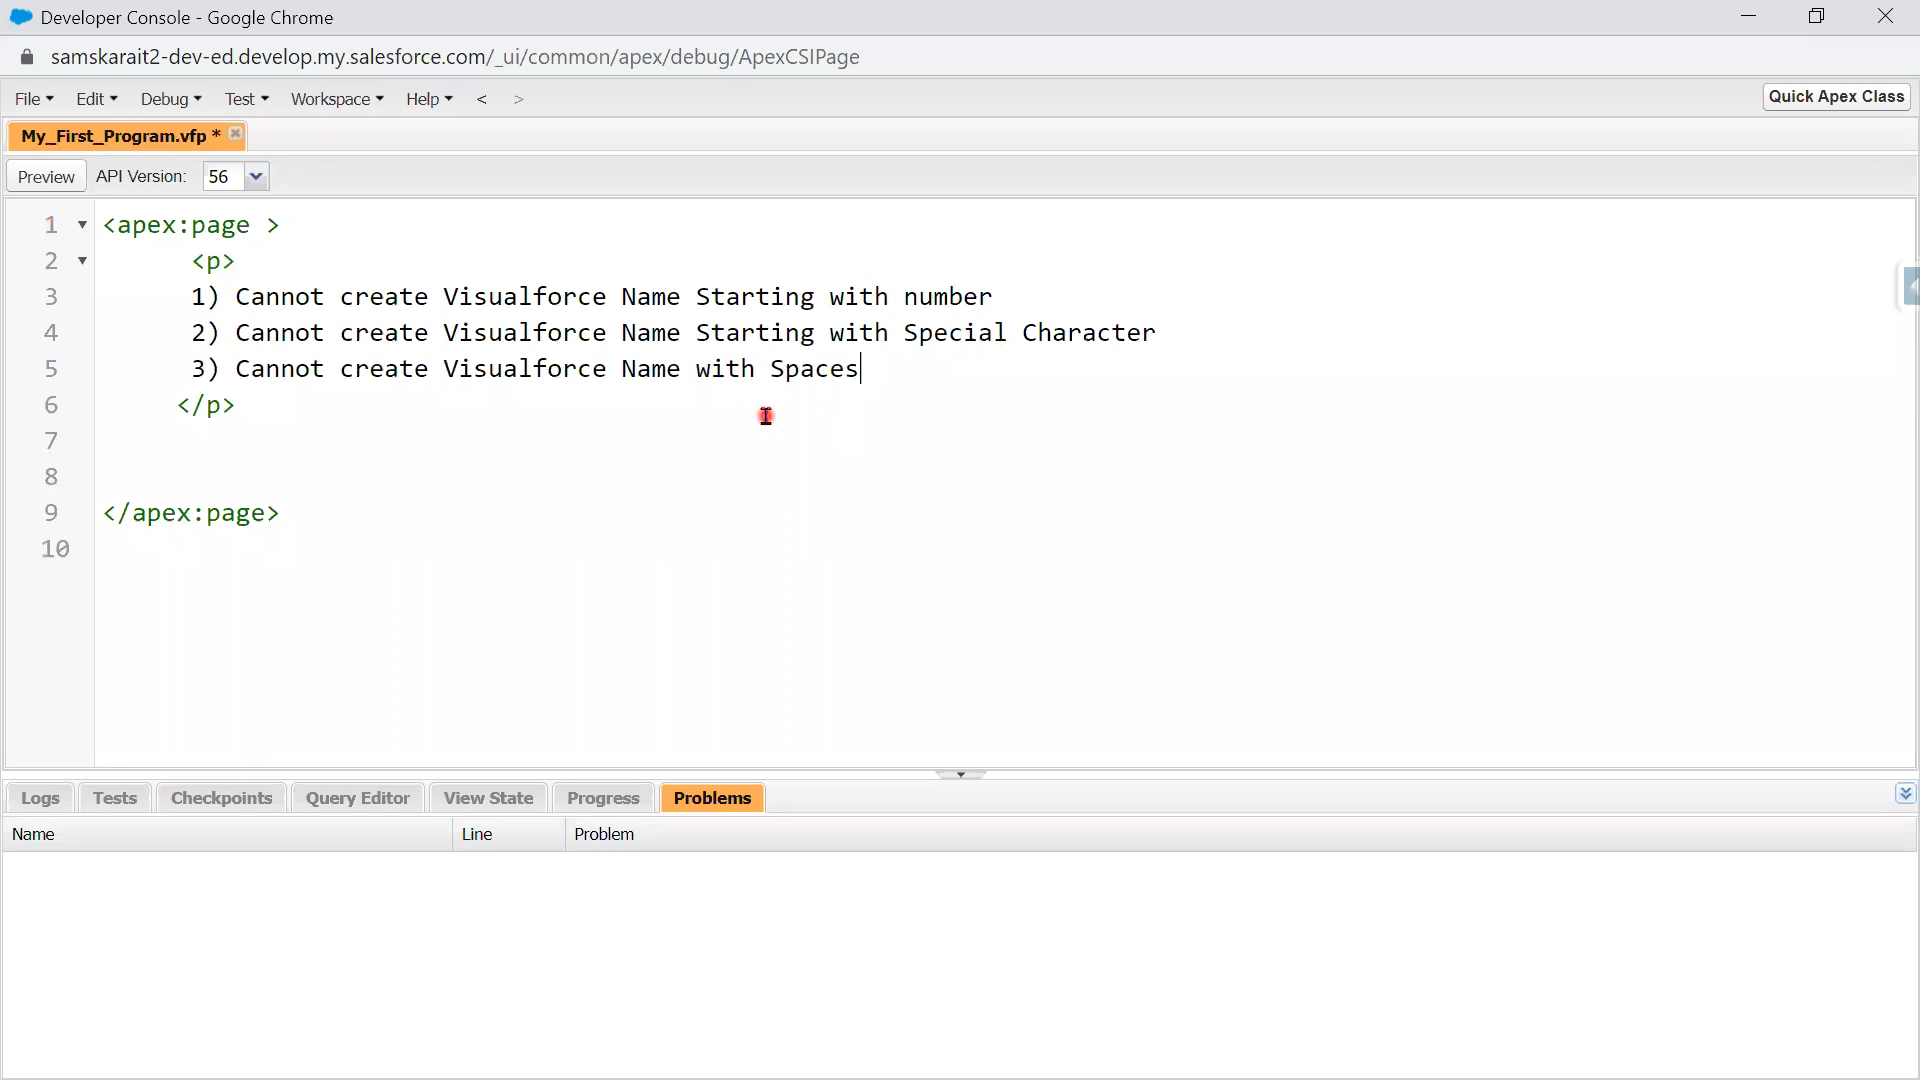 Developer Console - Google Chrome
samskarait2-dev-ed.develop.my.salesforce.com/_ui/common/apex/debug/ApexCSIPage
File Edit Debug Test Workspace Help < > Quick Apex Class
My_First_Program.vfp *
Preview API Version: 56
1 <apex:page >
2 <p>
3 1) Cannot create Visualforce Name Starting with number
4 2) Cannot create Visualforce Name Starting with Special Character
5 3) Cannot create Visualforce Name with Spaces
6 </p>
7
8
9 </apex:page>
10
Logs Tests Checkpoints Query Editor View State Progress Problems
Name Line Problem